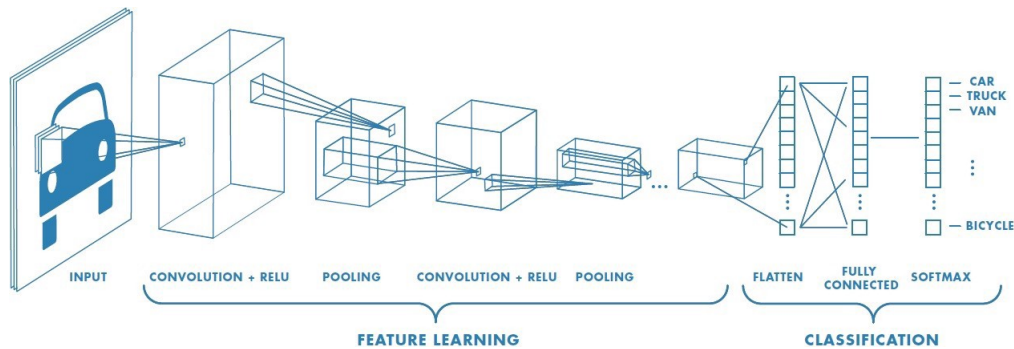 CAR
TRUCK
VAN
BICYCLE
INPUT
CONVOLUTION + RELU
POOLING
CONVOLUTION + RELU
POOLING
FLATTEN
FULLY
CONNECTED
SOFTMAX
FEATURE LEARNING
CLASSIFICATION